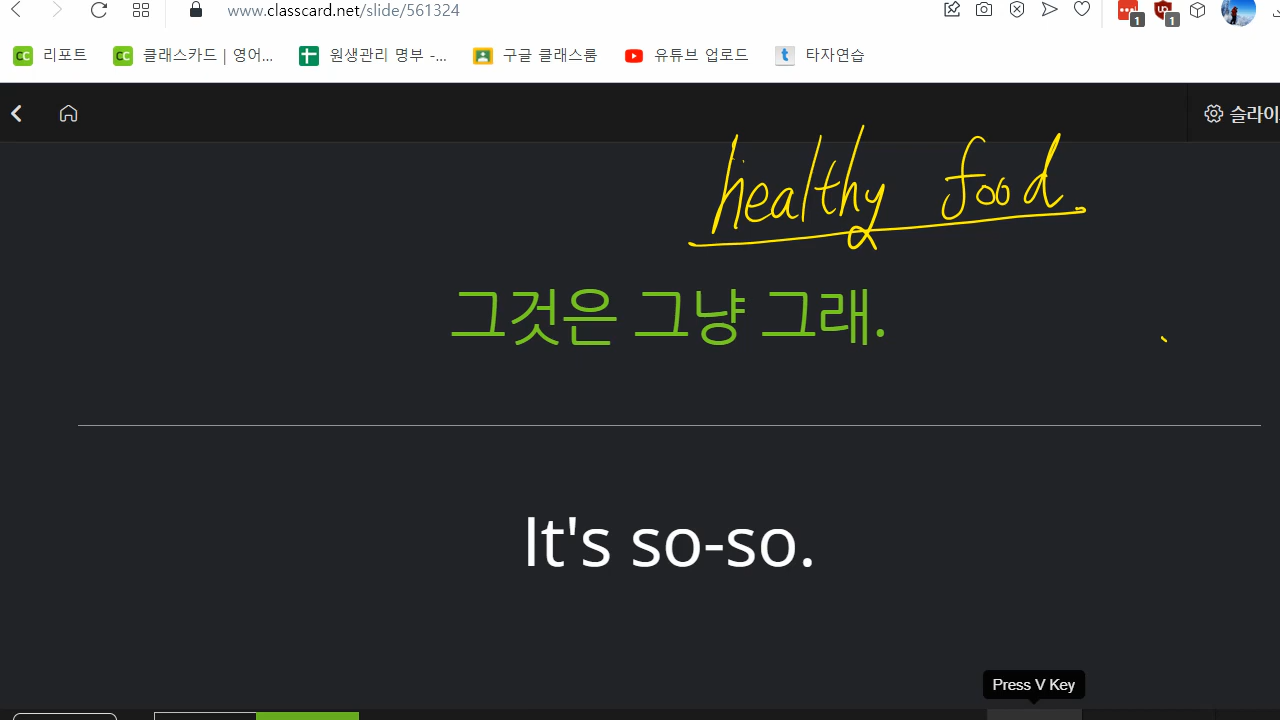 www.classcard.net/slide/561324
1 1
리포트 클래스카드 | 영어... 원생관리 명부 -... 구글 클래스룸 유튜브 업로드 타자연습
슬라이
healthy food.
그것은 그냥 그래.
It's so-so.
Press V Key